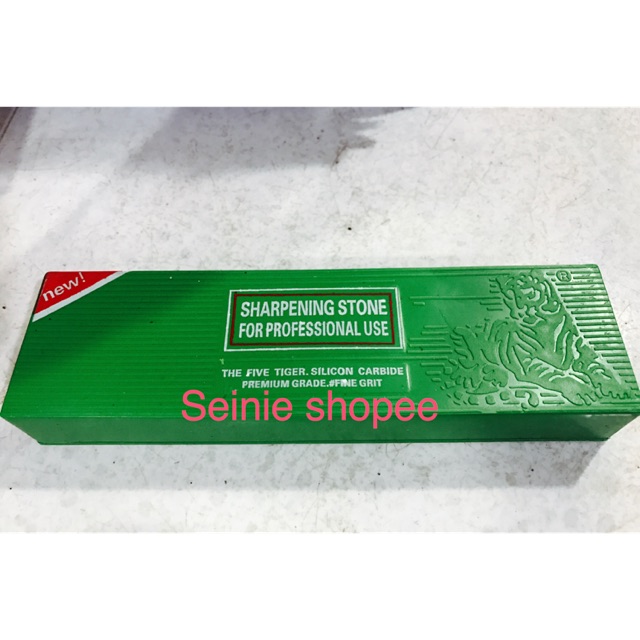 new!
®
SHARPENING STONE
FOR PROFESSIONAL USE
THE FIVE TIGER. SILICON CARBIDE
PREMIUM GRADE.#FINE GRIT
Seinie shopee